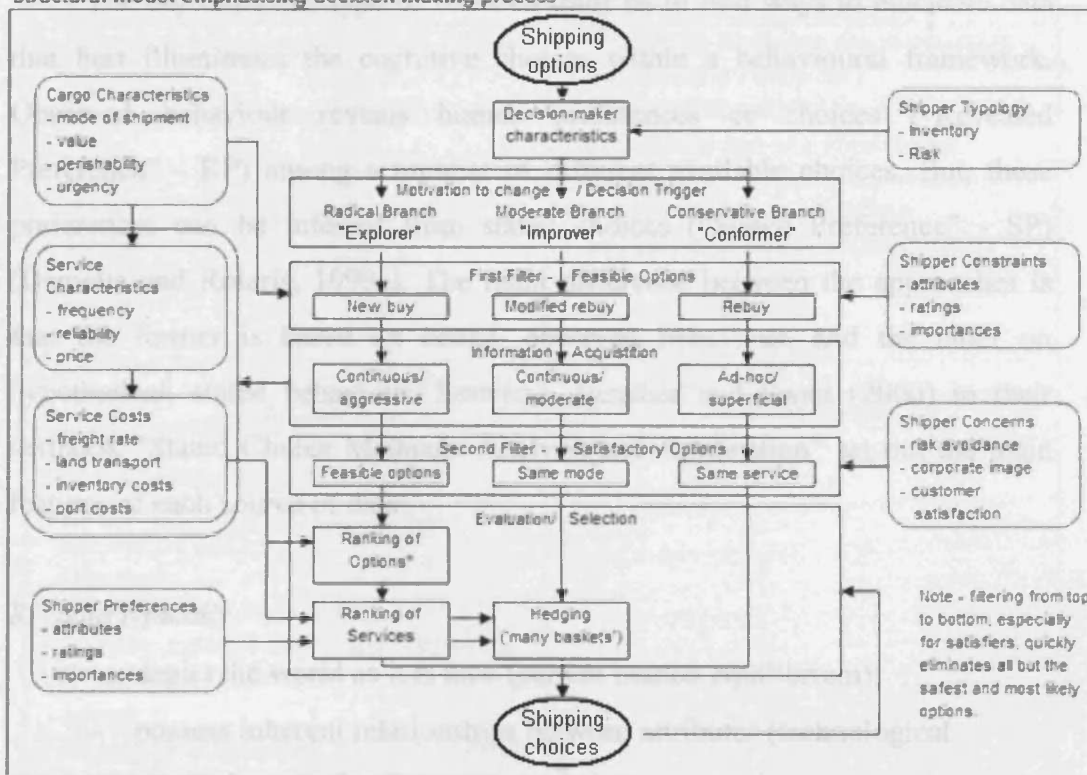 Structural model emphasising decision making process
Shipping
options
Cargo Characteristics
- mode of shipment
- value
- perishability
- urgency
Decision-maker
characteristics
Shipper Typology
- Inventory
- Risk
Motivation to change / Decision Trigger
Radical Branch
"Explorer"
Moderate Branch
"Improver"
Conservative Branch
"Conformer"
First Filter - Feasible Options
New buy
Modified rebuy
Rebuy
Service
Characteristics
- frequency
- reliability
- price
Shipper Constraints
- attributes
- ratings
- importances
Information Acquisition
Continuous/
aggressive
Continuous/
moderate
Ad-hoc/
superficial
Service Costs
- freight rate
- land transport
- inventory costs
- port costs
Second Filter - Satisfactory Options
Feasible options
Same mode
Same service
Shipper Concerns
- risk avoidance
- corporate image
- customer
satisfaction
Evaluation/ Selection
Ranking of
Options*
Shipper Preferences
- attributes
- ratings
- importances
Ranking of
Services
Hedging
('many baskets')
Note - filtering from top
to bottom, especially
for satisfiers, quickly
eliminates all but the
safest and most likely
options.
Shipping
choices